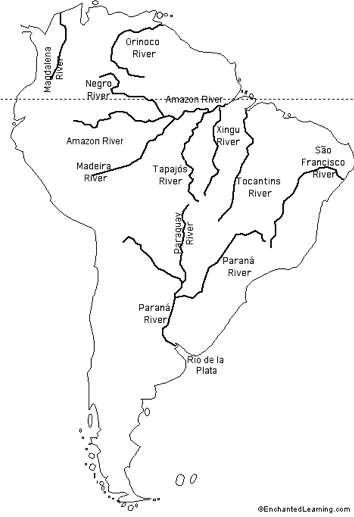 Magdalena
River
Orinoco
River
Negro
River
Amazon River
Amazon River
Xingu
River
São
Francisco
River
Madeira
River
Tapajós
River
Tocantins
River
Paraguay
River
Paraná
River
Paraná
River
Rio de la
Plata
©EnchantedLearning.com